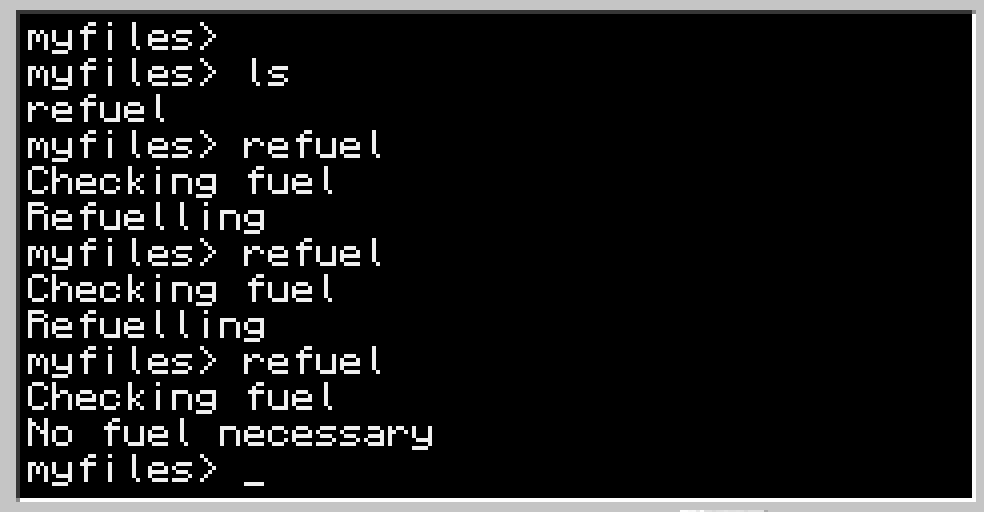 myfiles>
myfiles> ls
refuel
myfiles> refuel
Checking fuel
Refuelling
myfiles> refuel
Checking fuel
Refuelling
myfiles> refuel
Checking fuel
No fuel necessary
myfiles> _